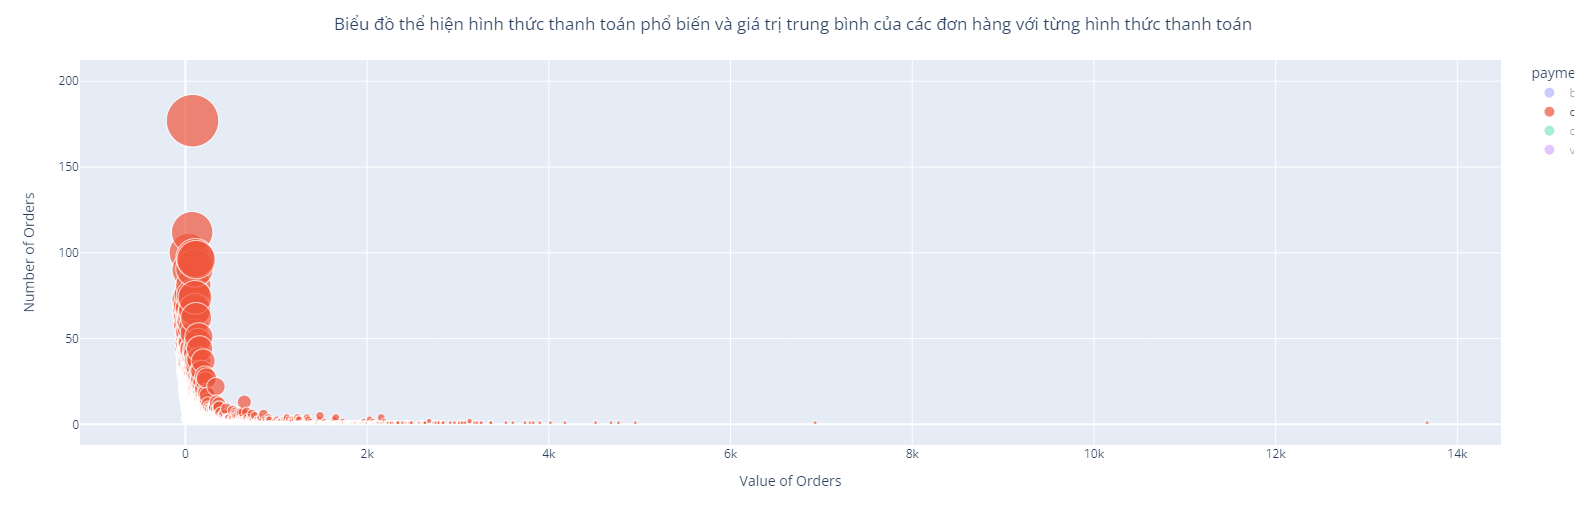 Biểu đồ thể hiện hình thức thanh toán phổ biến và giá trị trung bình của các đơn hàng với từng hình thức thanh toán
200
150
100
50
0
Number of Orders
0 2k 4k 6k 8k 10k 12k 14k
Value of Orders
payme
b
c
c
v